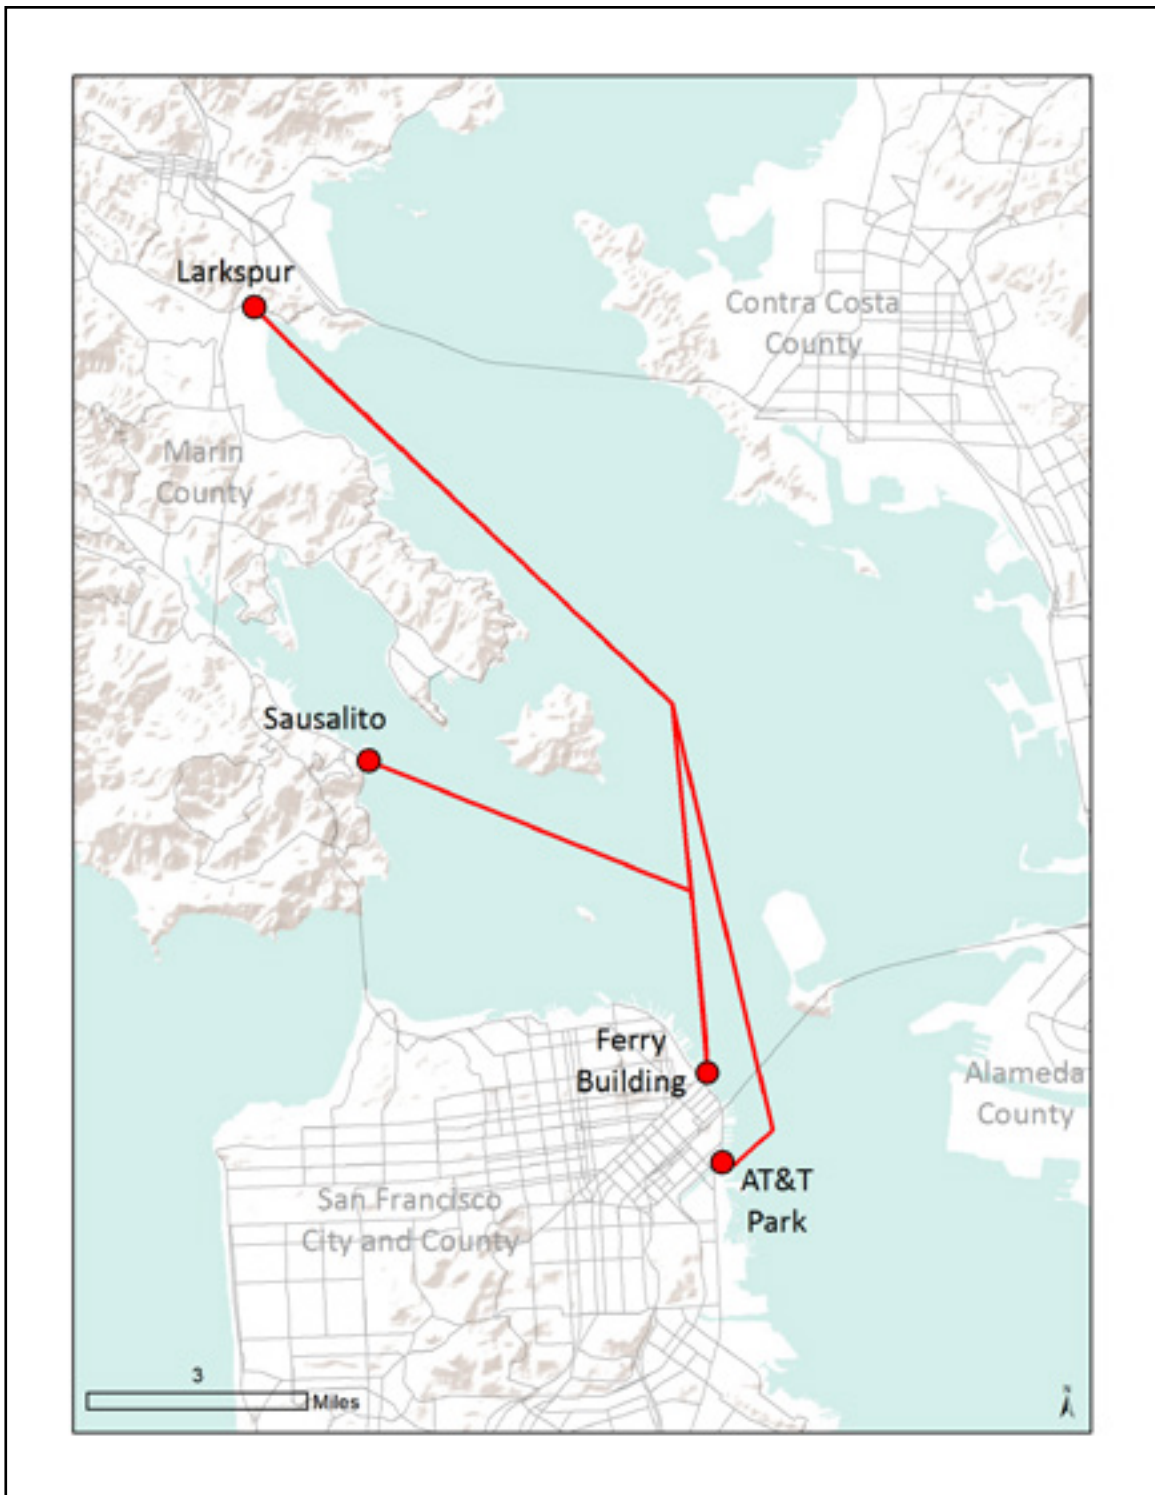 Larkspur
Contra Costa
County
Marin
County
Sausalito
Ferry
Building
Alameda
County
AT&T
Park
San Francisco
City and County
3
Miles
N